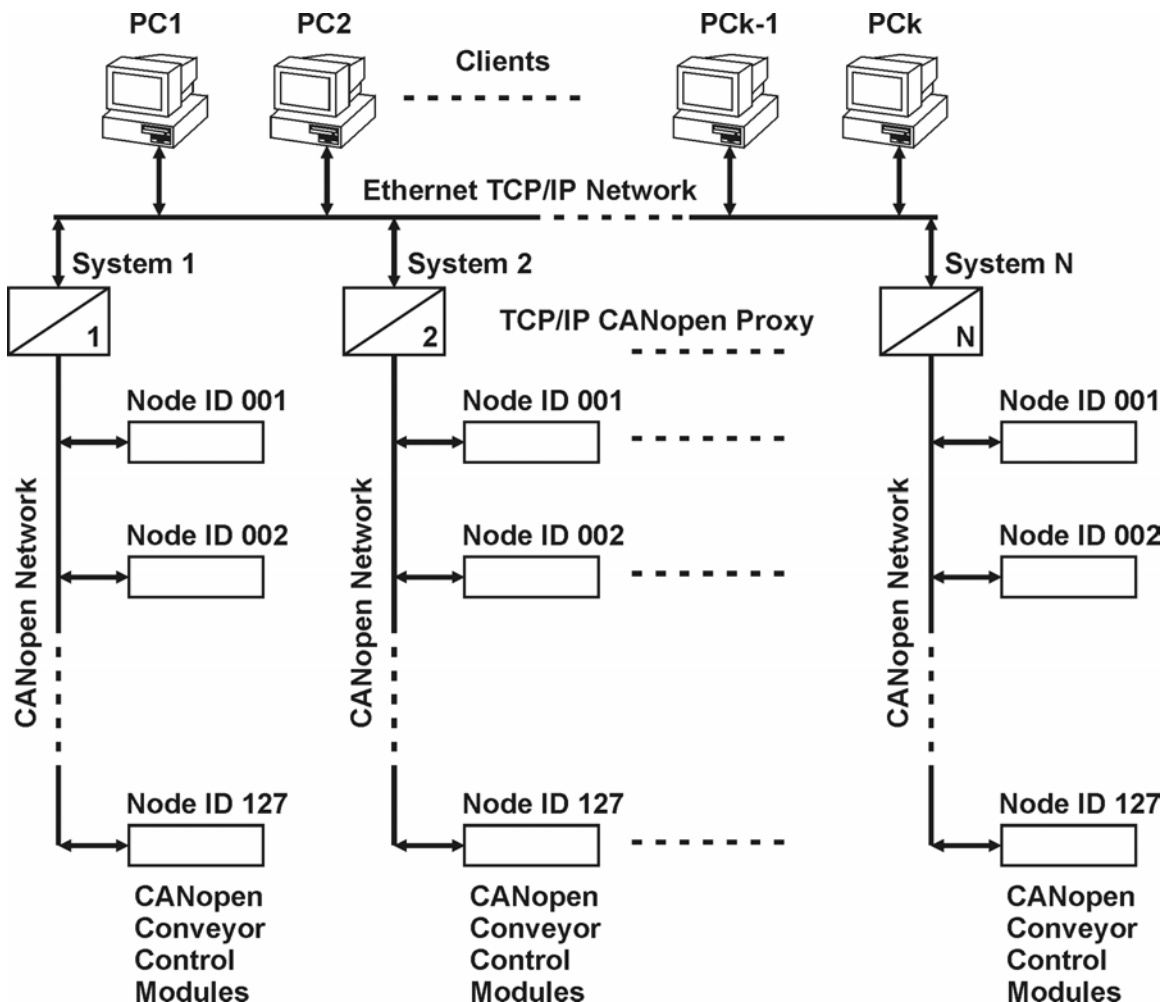 PC1
PC2
PCk-1
PCk
Clients
Ethernet TCP/IP Network
System 1
System 2
System N
1
2
TCP/IP CANopen Proxy
N
Node ID 001
Node ID 001
Node ID 001
Node ID 002
Node ID 002
Node ID 002
CANopen Network
CANopen Network
CANopen Network
Node ID 127
Node ID 127
Node ID 127
CANopen
Conveyor
Control
Modules
CANopen
Conveyor
Control
Modules
CANopen
Conveyor
Control
Modules